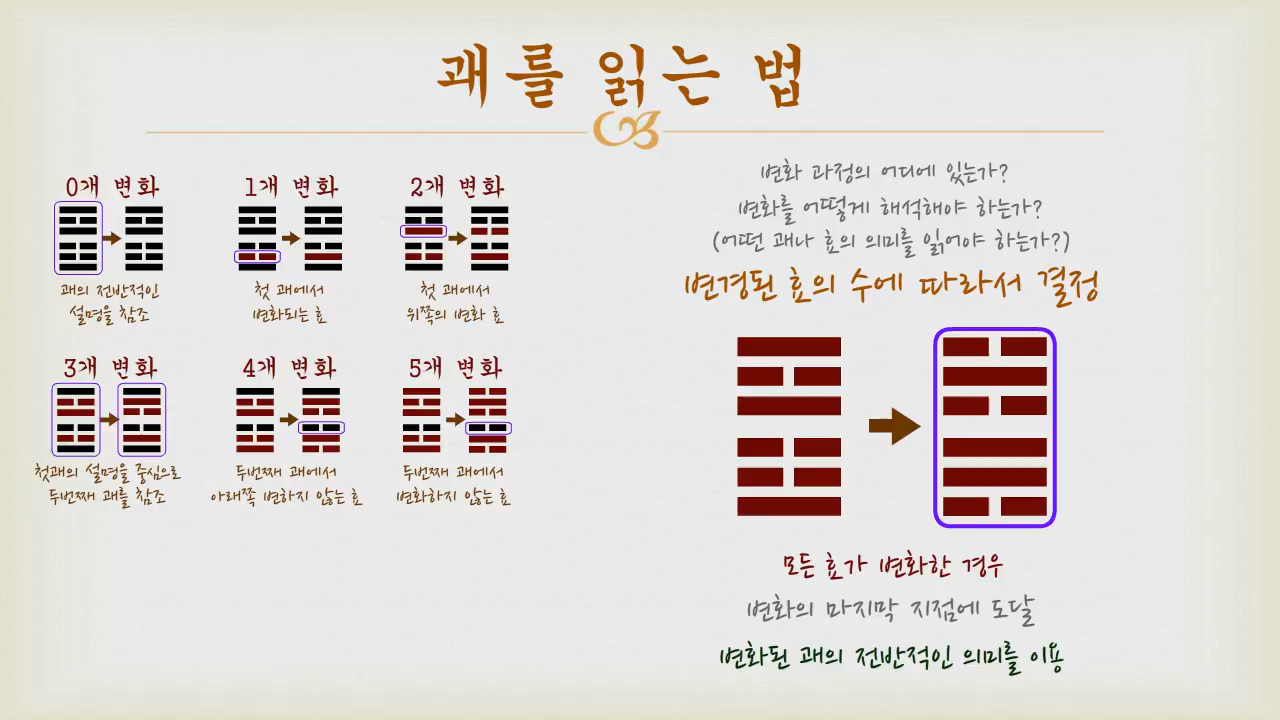 괘를 읽는 법
0개 변화
괘의 전반적인
설명을 참조
1개 변화
첫 괘에서
변화되는 효
2개 변화
첫 괘에서
위쪽의 변화 효
3개 변화
첫괘의 설명을 중심으로
두번째 괘를 참조
4개 변화
두번째 괘에서
아래쪽 변하지 않는 효
5개 변화
두번째 괘에서
변화하지 않는 효
변화 과정의 어디에 있는가?
변화를 어떻게 해석해야 하는가?
(어떤 괘나 효의 의미를 읽어야 하는가?)
변경된 효의 수에 따라서 결정
모든 효가 변화한 경우
변화의 마지막 지점에 도달
변화된 괘의 전반적인 의미를 이용